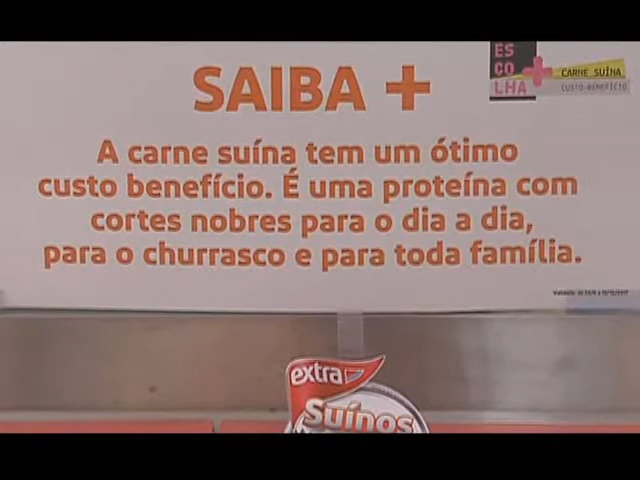 SAIBA +
ES
CO
LHA
CARNE SUÍNA
CUSTO-BENEFÍCIO
A carne suína tem um ótimo
custo benefício. É uma proteína com
cortes nobres para o dia a dia,
para o churrasco e para toda família.
extra
Suínos